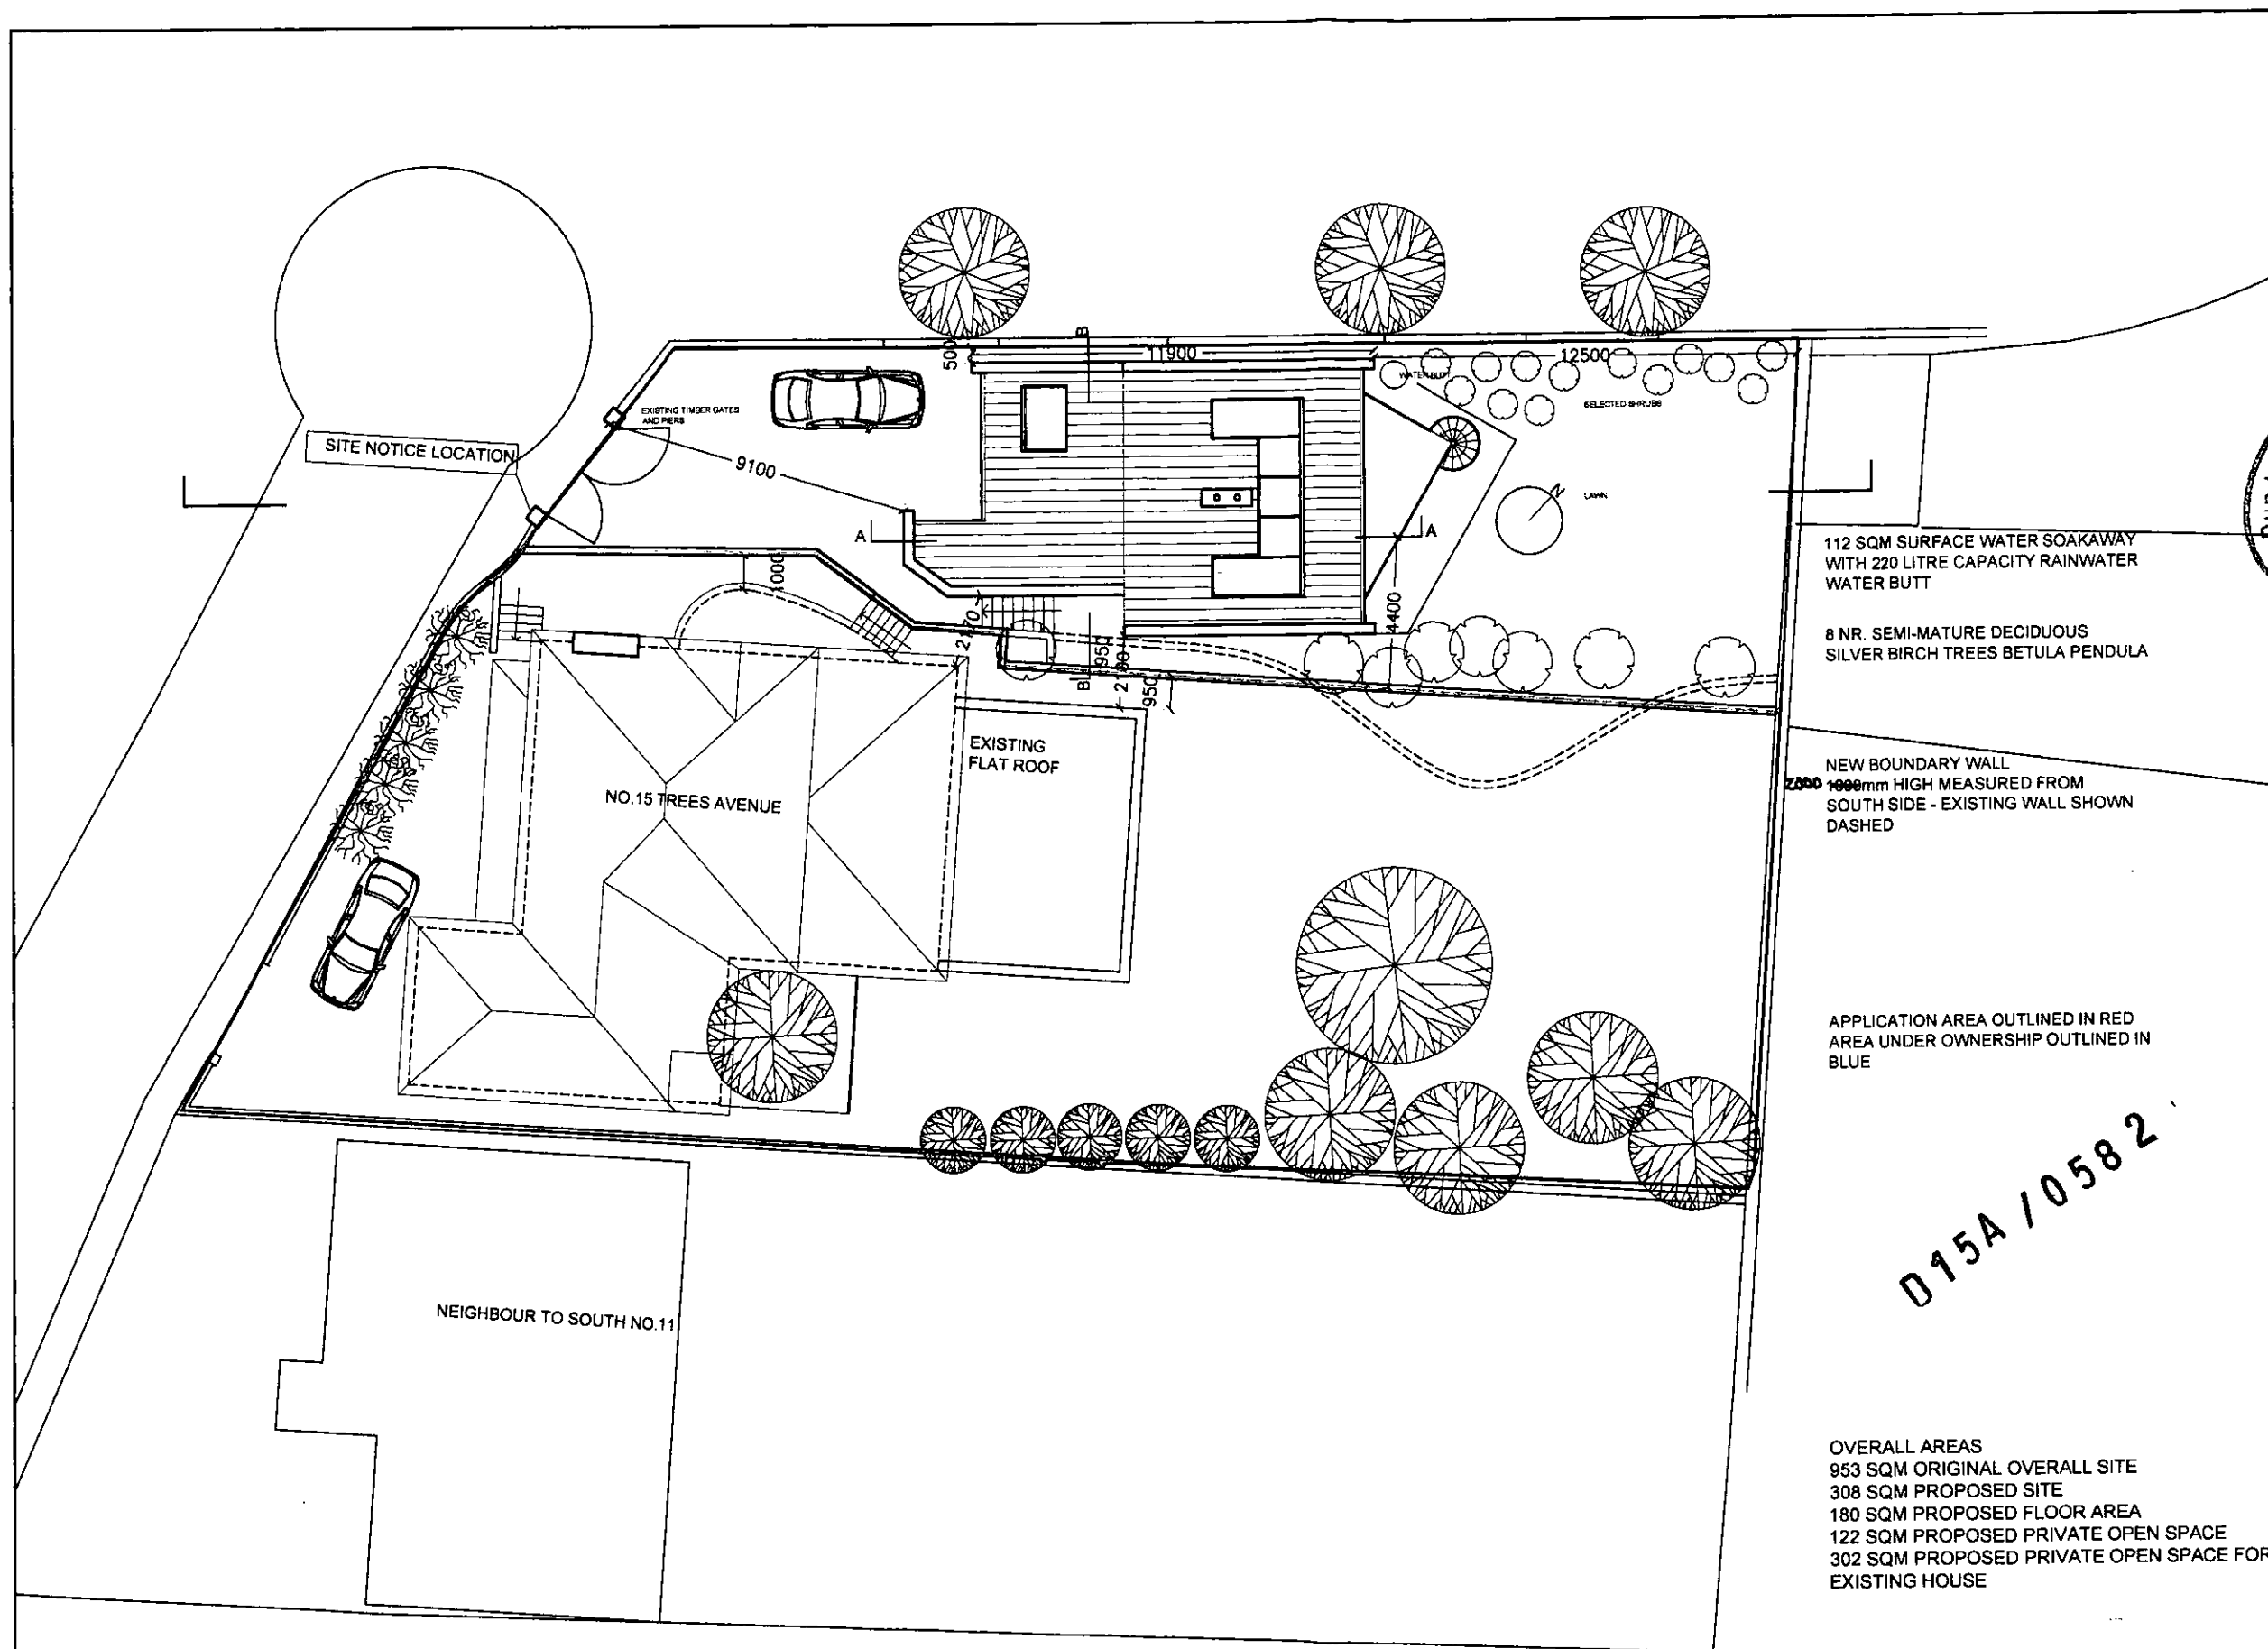 B
500
11900
12500
WATER BUTT
SELECTED SHRUBS
EXISTING TIMBER GATES
AND PIERS
SITE NOTICE LOCATION
9100
N
LAWN
A
A
112 SQM SURFACE WATER SOAKAWAY
WITH 220 LITRE CAPACITY RAINWATER
WATER BUTT
1000
2170
4400
8 NR. SEMI-MATURE DECIDUOUS
SILVER BIRCH TREES BETULA PENDULA
950
B
2100
950
EXISTING
FLAT ROOF
NO.15 TREES AVENUE
NEW BOUNDARY WALL
mm HIGH MEASURED FROM
SOUTH SIDE - EXISTING WALL SHOWN
DASHED
APPLICATION AREA OUTLINED IN RED
AREA UNDER OWNERSHIP OUTLINED IN
BLUE
D15A / 0582
NEIGHBOUR TO SOUTH NO.11
OVERALL AREAS
953 SQM ORIGINAL OVERALL SITE
308 SQM PROPOSED SITE
180 SQM PROPOSED FLOOR AREA
122 SQM PROPOSED PRIVATE OPEN SPACE
302 SQM PROPOSED PRIVATE OPEN SPACE FOR
EXISTING HOUSE